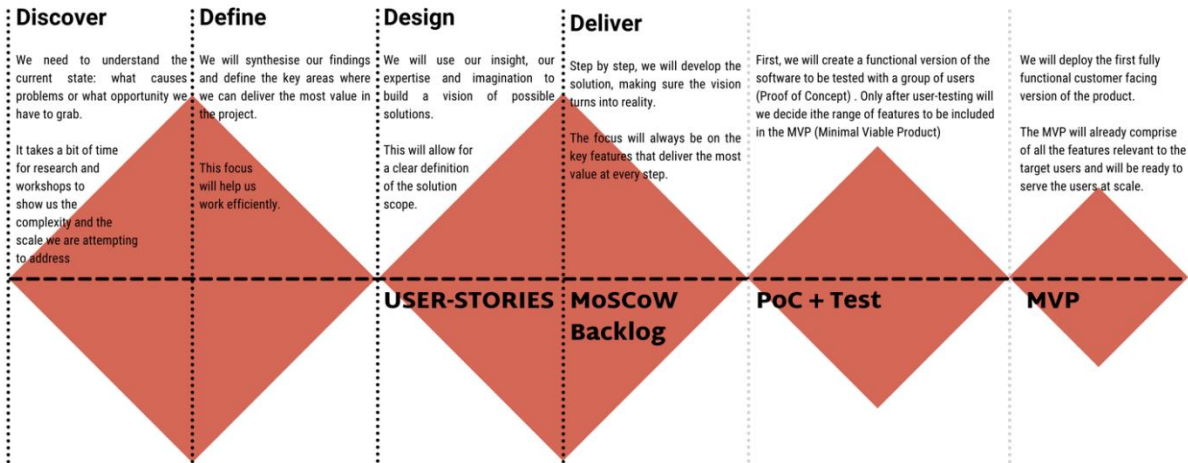 Discover
We need to understand the
current state: what causes
problems or what opportunity we
have to grab.
It takes a bit of time
for research and
workshops to
show us the
complexity and the
scale we are attempting
to address
Define
We will synthesise our findings
and define the key areas where
we can deliver the most value in
the project.
This focus
will help us
work efficiently.
Design
We will use our insight, our
expertise and imagination to
build a vision of possible
solutions.
This will allow for
a clear definition
of the solution
scope.
Deliver
Step by step, we will develop the
solution, making sure the vision
turns into reality.
The focus will always be on the
key features that deliver the most
value at every step.
First, we will create a functional version of the
software to be tested with a group of users
(Proof of Concept) . Only after user-testing will
we decide ithe range of features to be included
in the MVP (Minimal Viable Product)
We will deploy the first fully
functional customer facing
version of the product.
The MVP will already comprise
of all the features relevant to the
target users and will be ready to
serve the users at scale.
USER-STORIES
MoSCoW
Backlog
PoC + Test
MVP